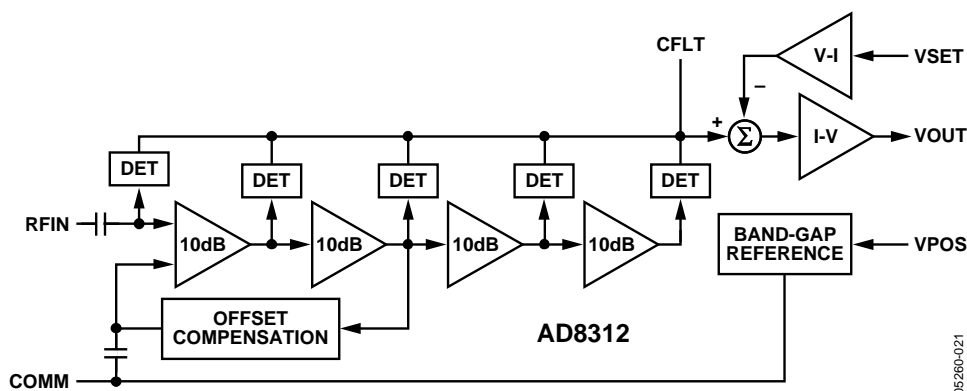 CFLT
V-I
VSET
–
+
Σ
I-V
VOUT
DET
DET
DET
DET
DET
RFIN
10dB
10dB
10dB
10dB
BAND-GAP
REFERENCE
VPOS
OFFSET
COMPENSATION
AD8312
COMM
05260-021